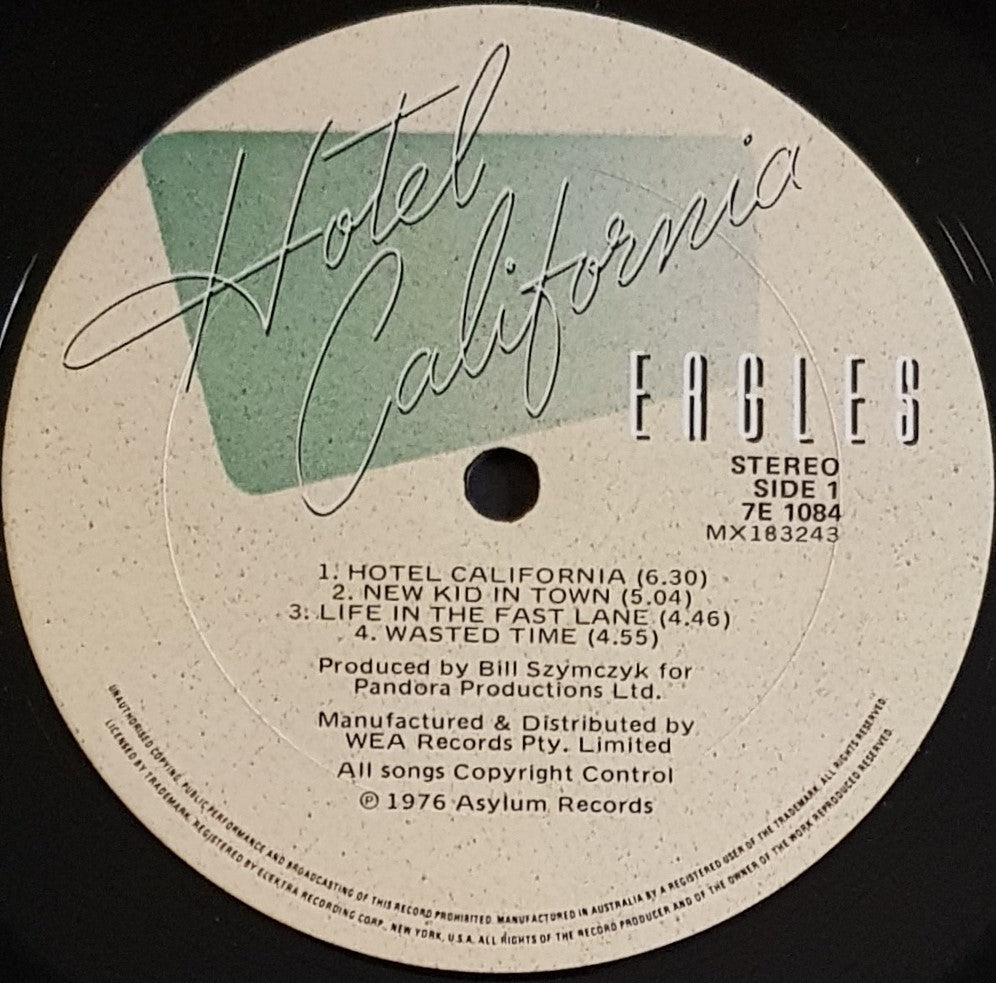 Hotel
California
EAGLES
STEREO
SIDE 1
7E 1084
MX183243
1. HOTEL CALIFORNIA (6.30)
2. NEW KID IN TOWN (5.04)
3. LIFE IN THE FAST LANE (4.46)
4. WASTED TIME (4.55)
Produced by Bill Szymczyk for
Pandora Productions Ltd.
Manufactured & Distributed by
WEA Records Pty. Limited
All songs Copyright Control
℗ 1976 Asylum Records
UNAUTHORISED COPYING, PUBLIC PERFORMANCE AND BROADCASTING OF THIS RECORD PROHIBITED. MANUFACTURED IN AUSTRALIA BY A REGISTERED USER OF THE TRADEMARK. ALL RIGHTS RESERVED.
LICENSED BY TRADEMARK, REGISTERED BY ELEKTRA RECORDING CORP., NEW YORK, U.S.A. ALL RIGHTS OF THE RECORD PRODUCER AND OF THE OWNER OF THE WORK REPRODUCED RESERVED.